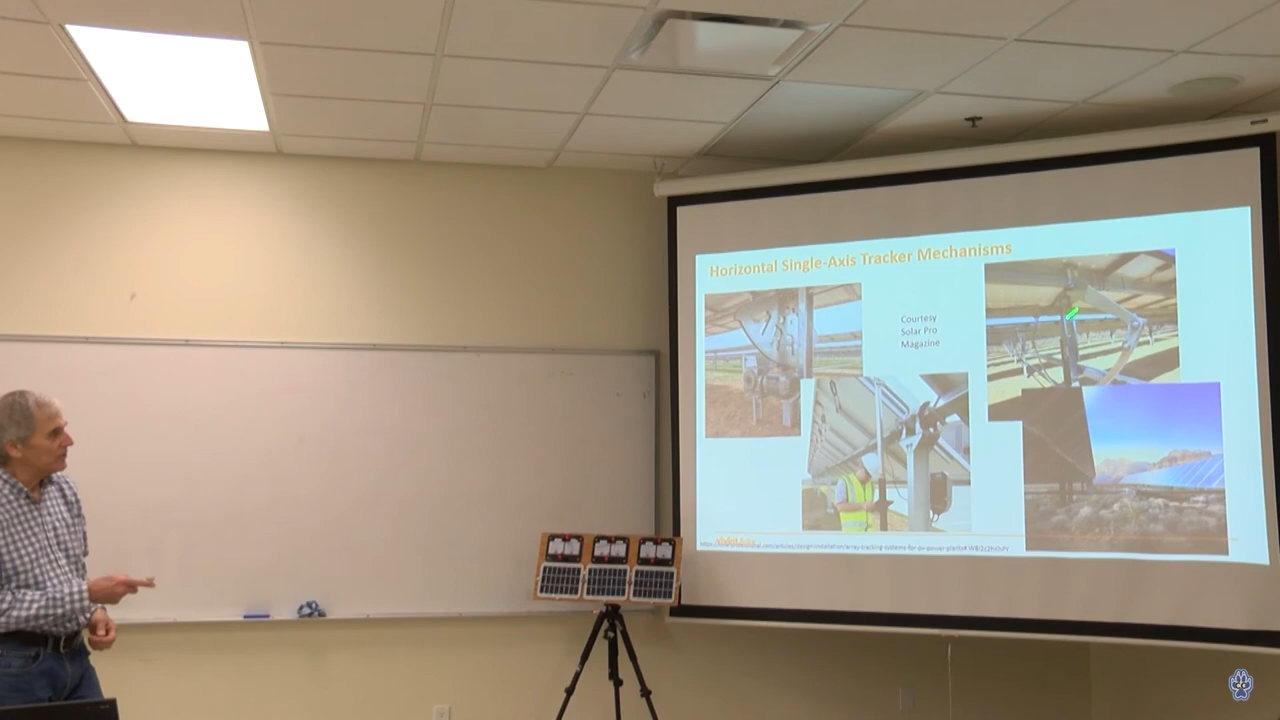 Horizontal Single-Axis Tracker Mechanisms
Courtesy
Solar Pro
Magazine